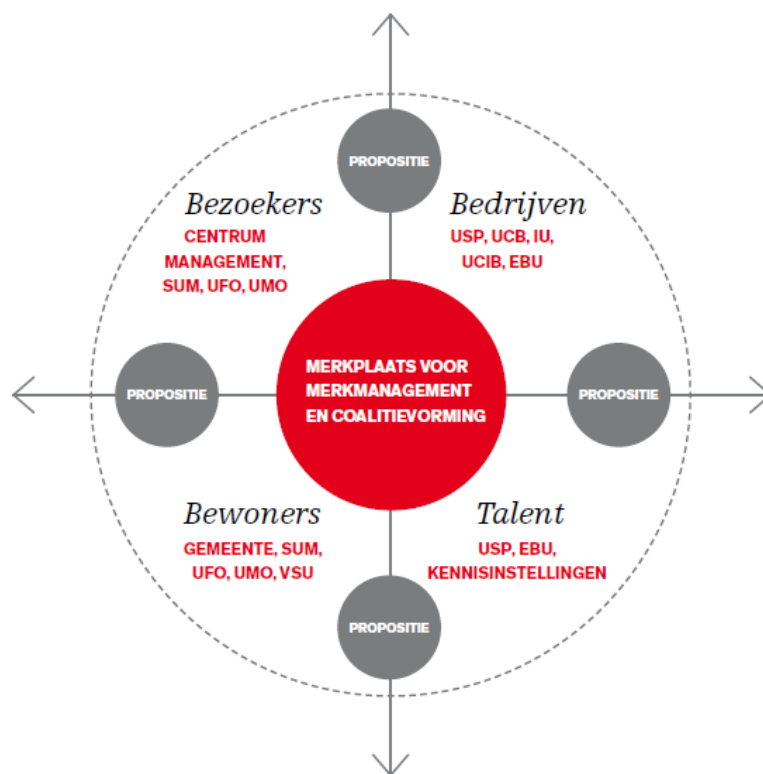 PROPOSITIE
Bezoekers
CENTRUM
MANAGEMENT,
SUM, UFO, UMO
Bedrijven
USP, UCB, IU,
UCIB, EBU
PROPOSITIE
MERKPLAATS VOOR
MERKMANAGEMENT
EN COALITIEVORMING
PROPOSITIE
Bewoners
GEMEENTE, SUM,
UFO, UMO, VSU
Talent
USP, EBU,
KENNISINSTELLINGEN
PROPOSITIE